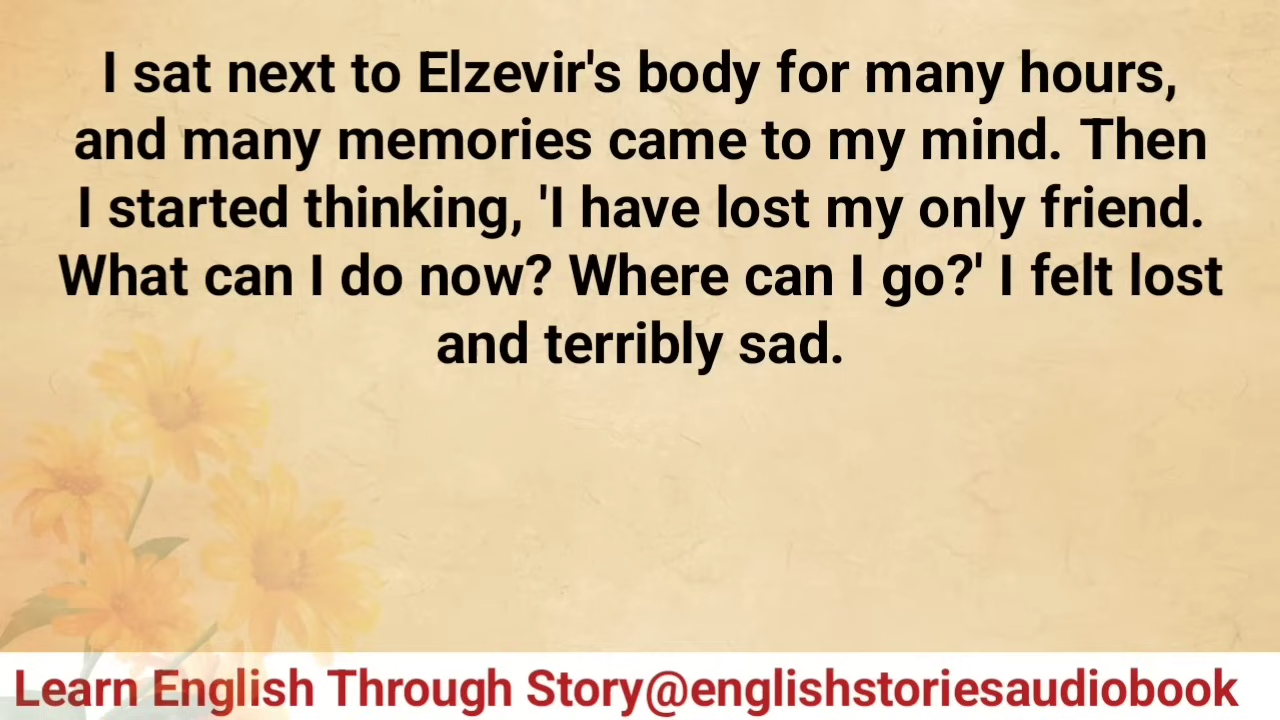 I sat next to Elzevir's body for many hours,
and many memories came to my mind. Then
I started thinking, 'I have lost my only friend.
What can I do now? Where can I go?' I felt lost
and terribly sad.
Learn English Through Story@englishstoriesaudiobook